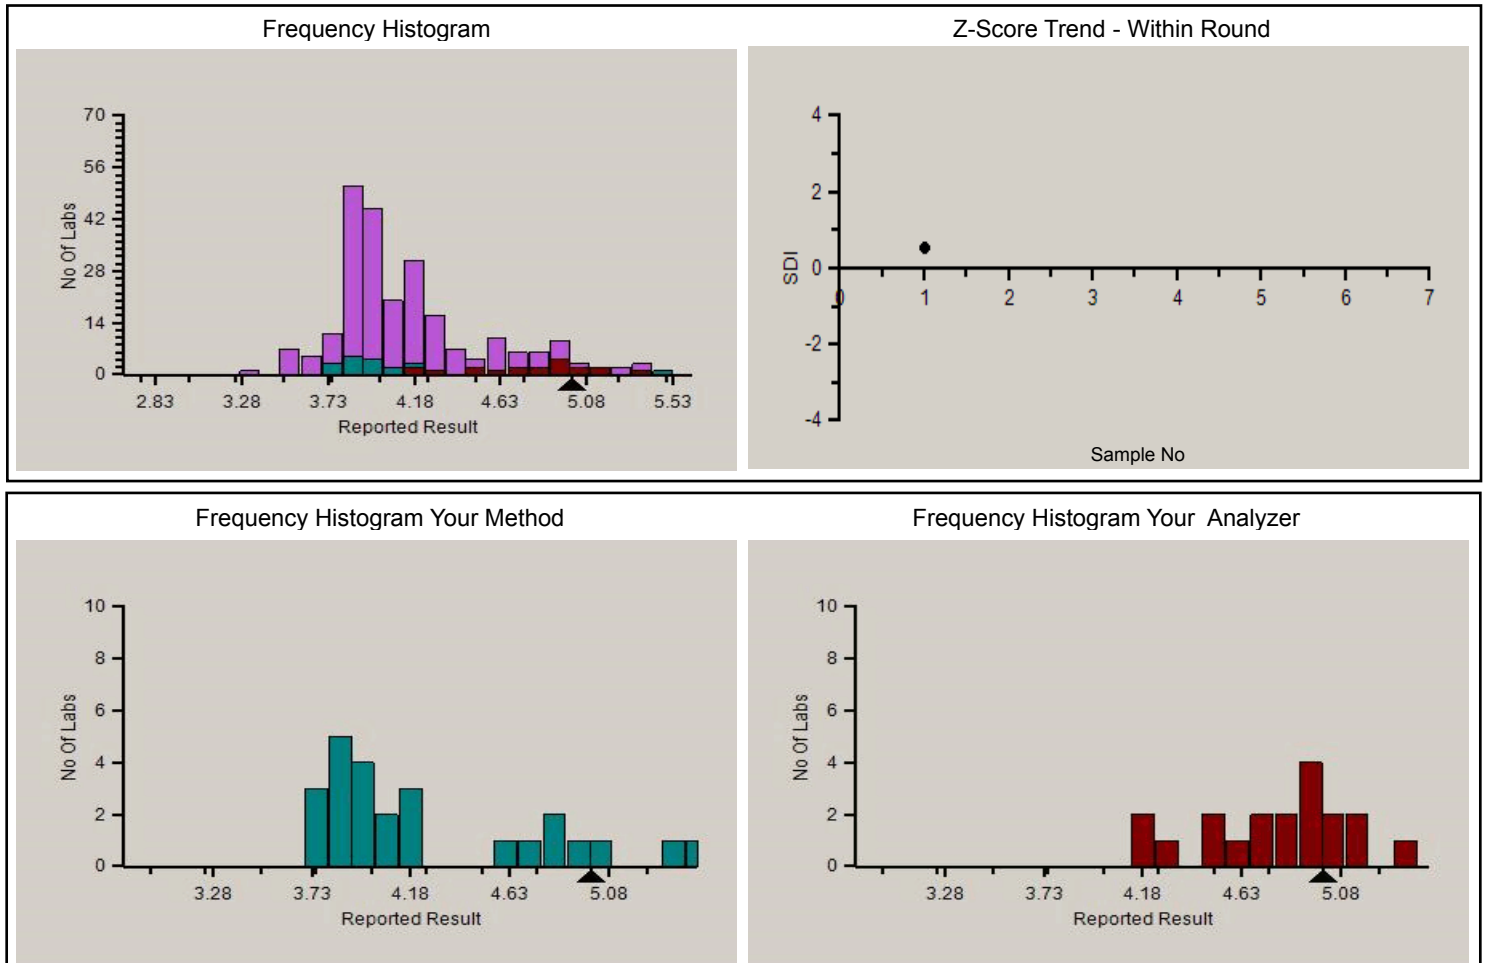 Frequency Histogram
70
56
42
28
14
0
No Of Labs
2.83 3.28 3.73 4.18 4.63 5.08 5.53
Reported Result
Z-Score Trend - Within Round
4
2
0
-2
-4
SDI
0 1 2 3 4 5 6 7
Sample No
Frequency Histogram Your Method
10
8
6
4
2
0
No Of Labs
3.28 3.73 4.18 4.63 5.08
Reported Result
Frequency Histogram Your Analyzer
10
8
6
4
2
0
No Of Labs
3.28 3.73 4.18 4.63 5.08
Reported Result